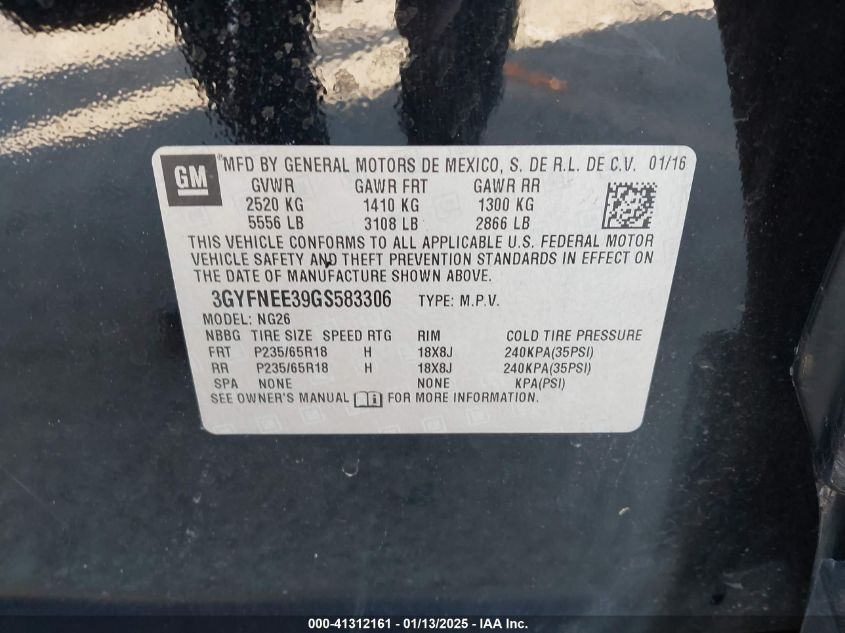 GM
®MFD BY GENERAL MOTORS DE MEXICO, S. DE R.L. DE C.V. 01/16
GVWR GAWR FRT GAWR RR
2520 KG 1410 KG 1300 KG
5556 LB 3108 LB 2866 LB
THIS VEHICLE CONFORMS TO ALL APPLICABLE U.S. FEDERAL MOTOR
VEHICLE SAFETY AND THEFT PREVENTION STANDARDS IN EFFECT ON
THE DATE OF MANUFACTURE SHOWN ABOVE.
3GYFNEE39GS583306 TYPE: M.P.V.
MODEL: NG26
NBBG TIRE SIZE SPEED RTG RIM COLD TIRE PRESSURE
FRT P235/65R18 H 18X8J 240KPA(35PSI)
RR P235/65R18 H 18X8J 240KPA(35PSI)
SPA NONE NONE KPA(PSI)
SEE OWNER'S MANUAL FOR MORE INFORMATION.
000-41312161 - 01/13/2025 - IAA Inc.